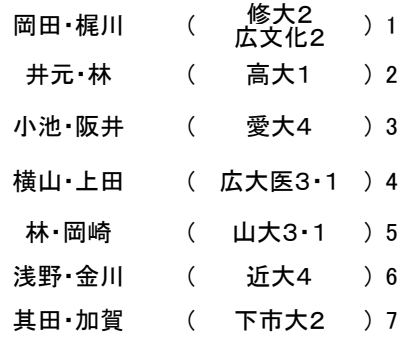 岡田・梶川 ( 修大2 広文化2 ) 1
井元・林 ( 高大1 ) 2
小池・阪井 ( 愛大4 ) 3
横山・上田 ( 広大医3・1 ) 4
林・岡崎 ( 山大3・1 ) 5
浅野・金川 ( 近大4 ) 6
其田・加賀 ( 下市大2 ) 7